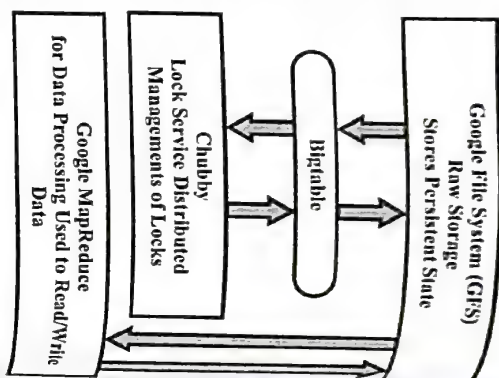 Google File System (GFS)
Raw Storage
Stores Persistent State
Bigtable
Chubby
Lock Service Distributed
Managements of Locks
Google MapReduce
for Data Processing Used to Read/Write
Data